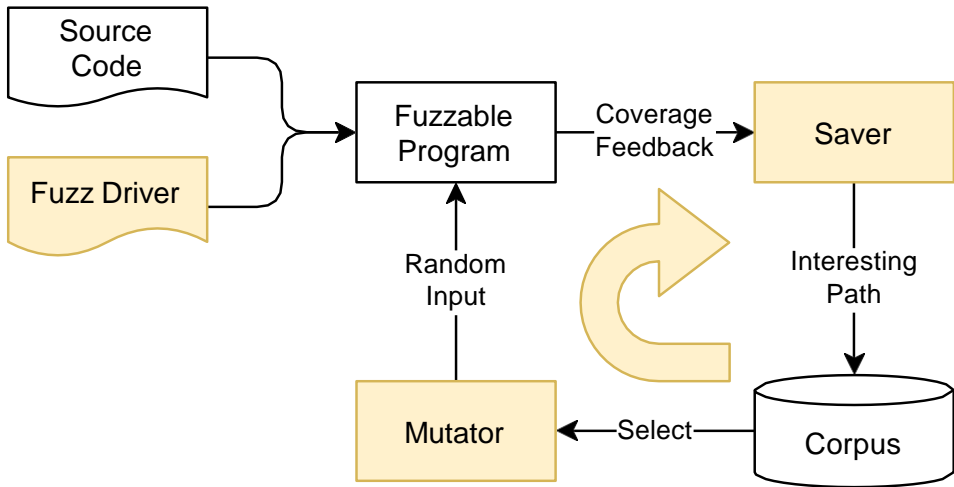 Source
Code
Fuzz Driver
Fuzzable
Program
Coverage
Feedback
Saver
Random
Input
Interesting
Path
Mutator
Select
Corpus